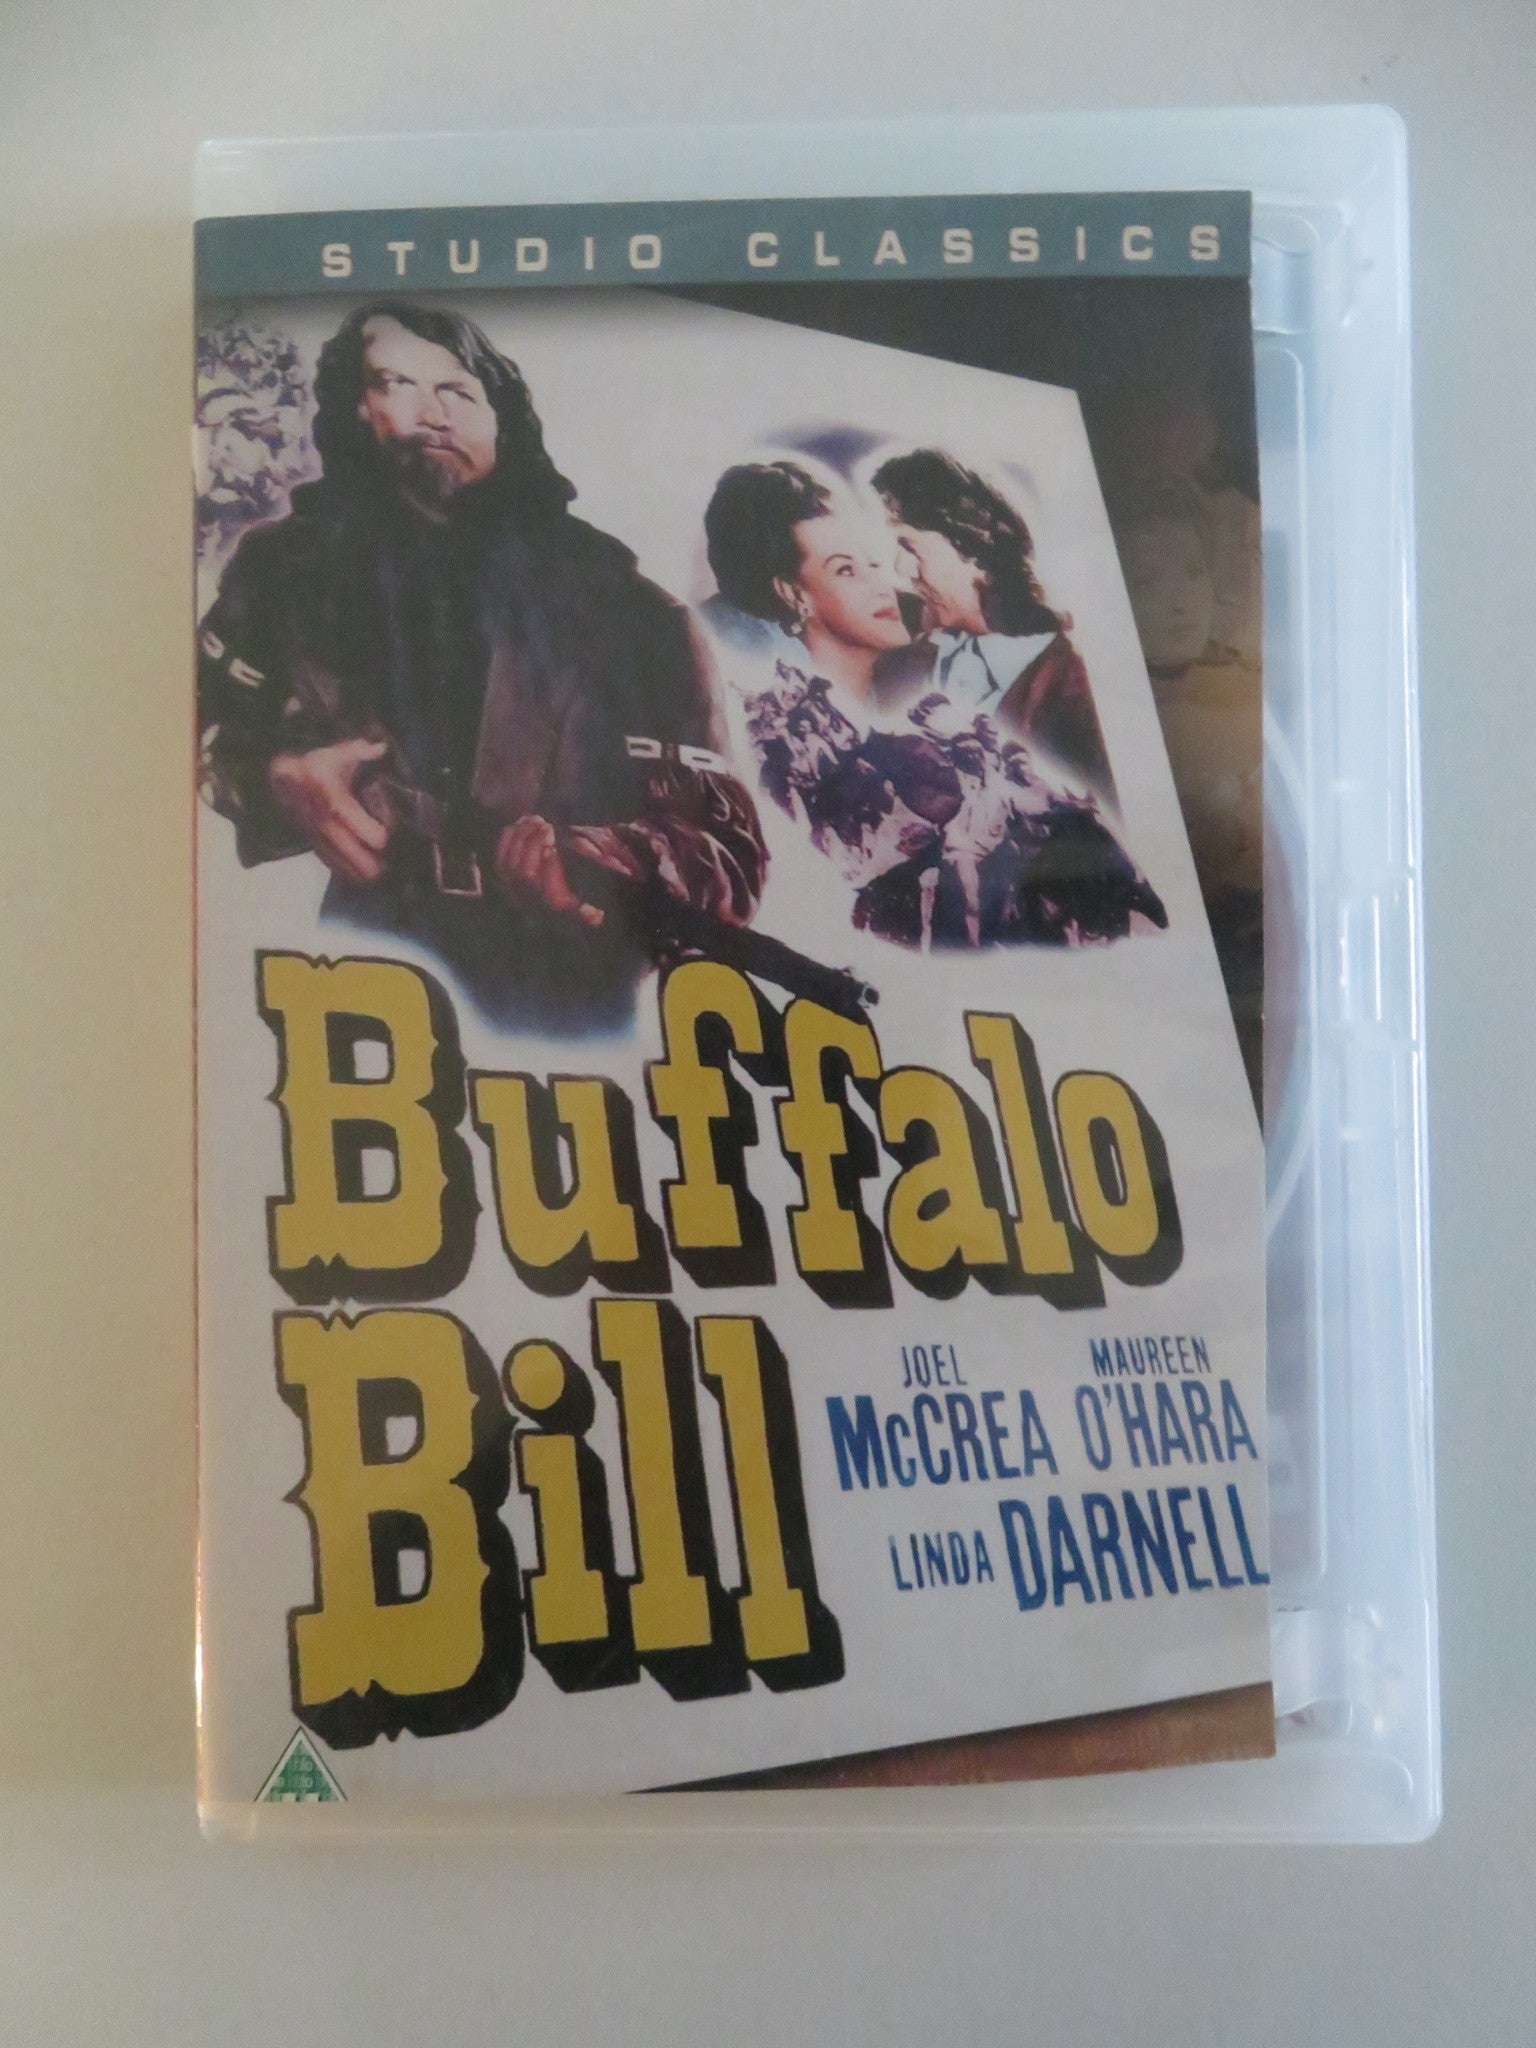 STUDIO CLASSICS
Buffalo
Bill
JOEL MAUREEN
McCREA O'HARA
LINDA DARNELL